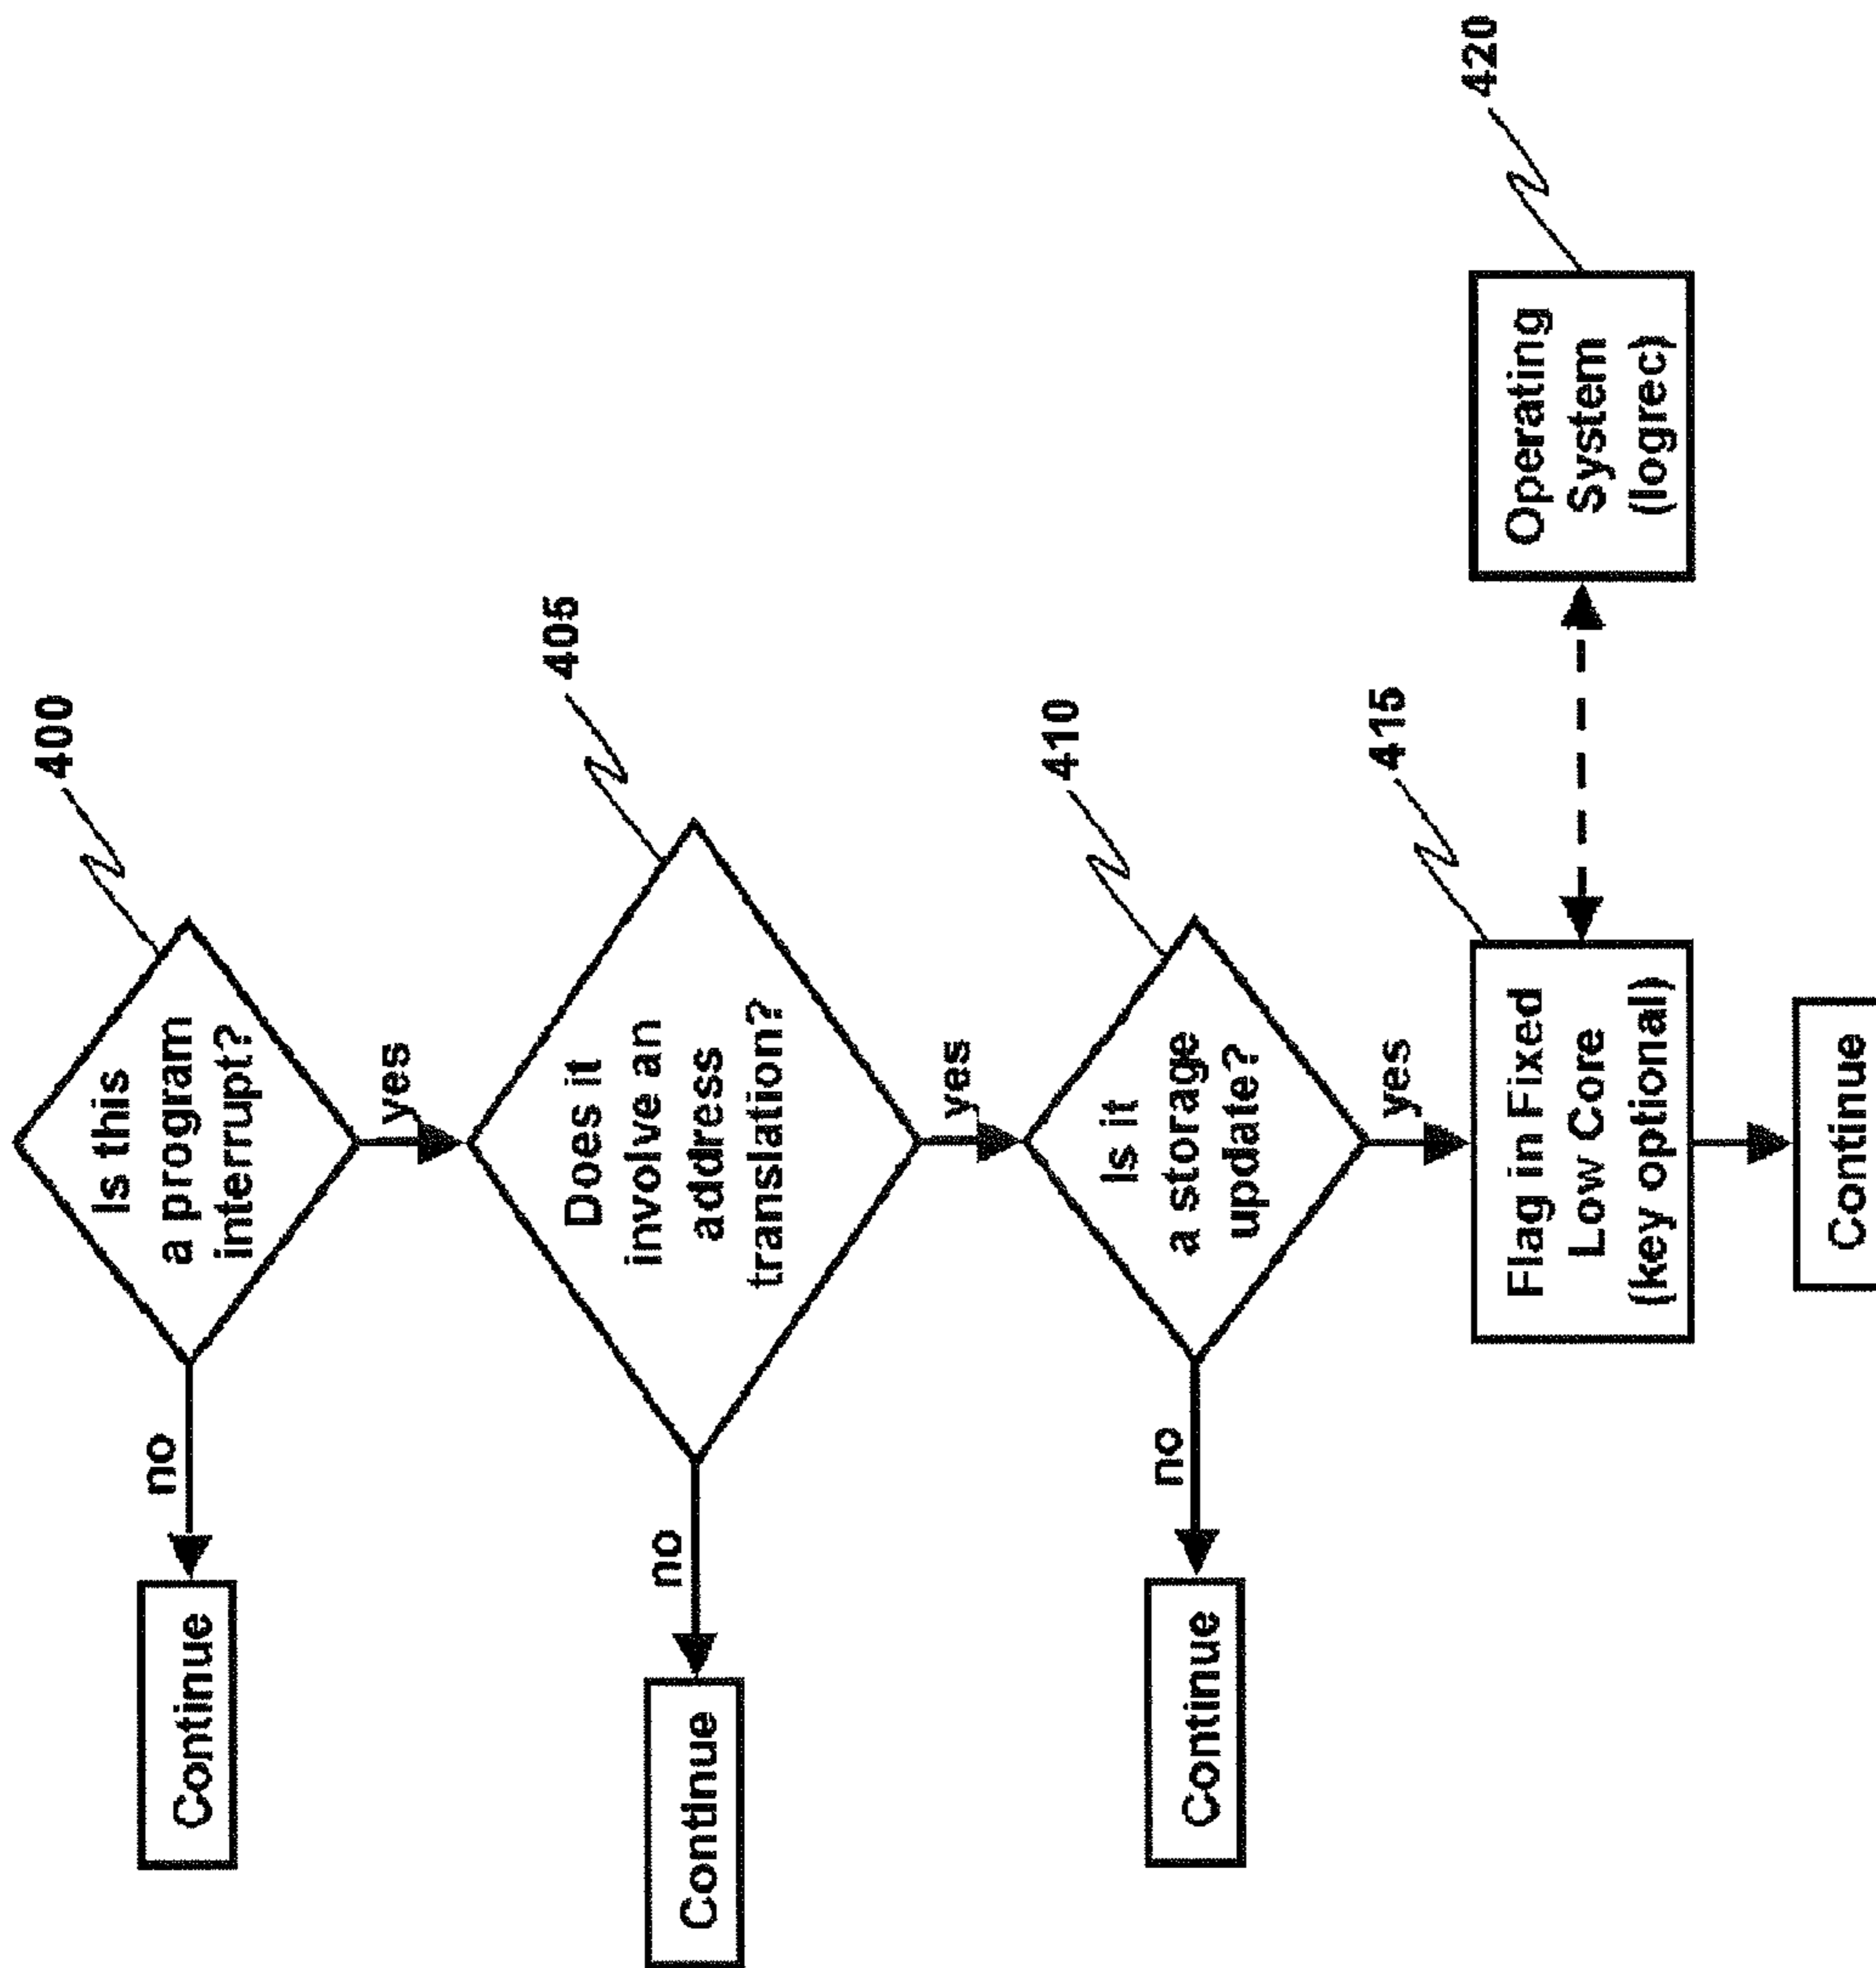 400
Is this
a program
interrupt?
no
Continue
yes
405
Does it
involve an
address
translation?
no
Continue
yes
410
Is it
a storage
update?
no
Continue
yes
415
Flag in Fixed
Low Core
(key optional)
420
Operating
System
(logrec)
Continue